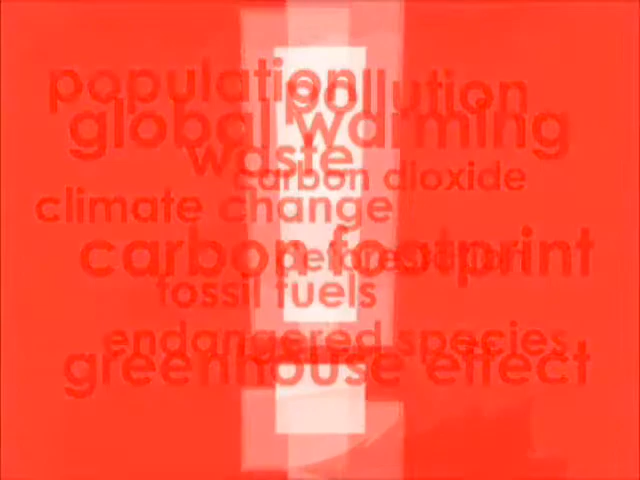 population
pollution
global warming
waste
carbon dioxide
climate change
carbon footprint
deforestation
fossil fuels
endangered species
greenhouse effect